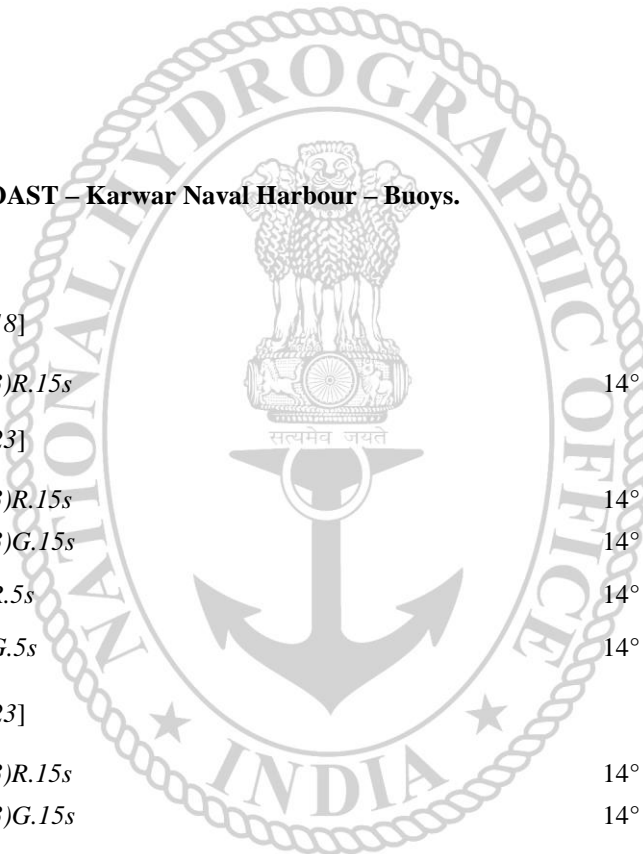 OAST – Karwar Naval Harbour – Buoys.
8]
)R.15s 14°
23]
)R.15s 14°
)G.15s 14°
R.5s 14°
G.5s 14°
23]
)R.15s 14°
)G.15s 14°
NATIONAL HYDROGRAPHIC OFFICE
सत्यमेव जयते
INDIA